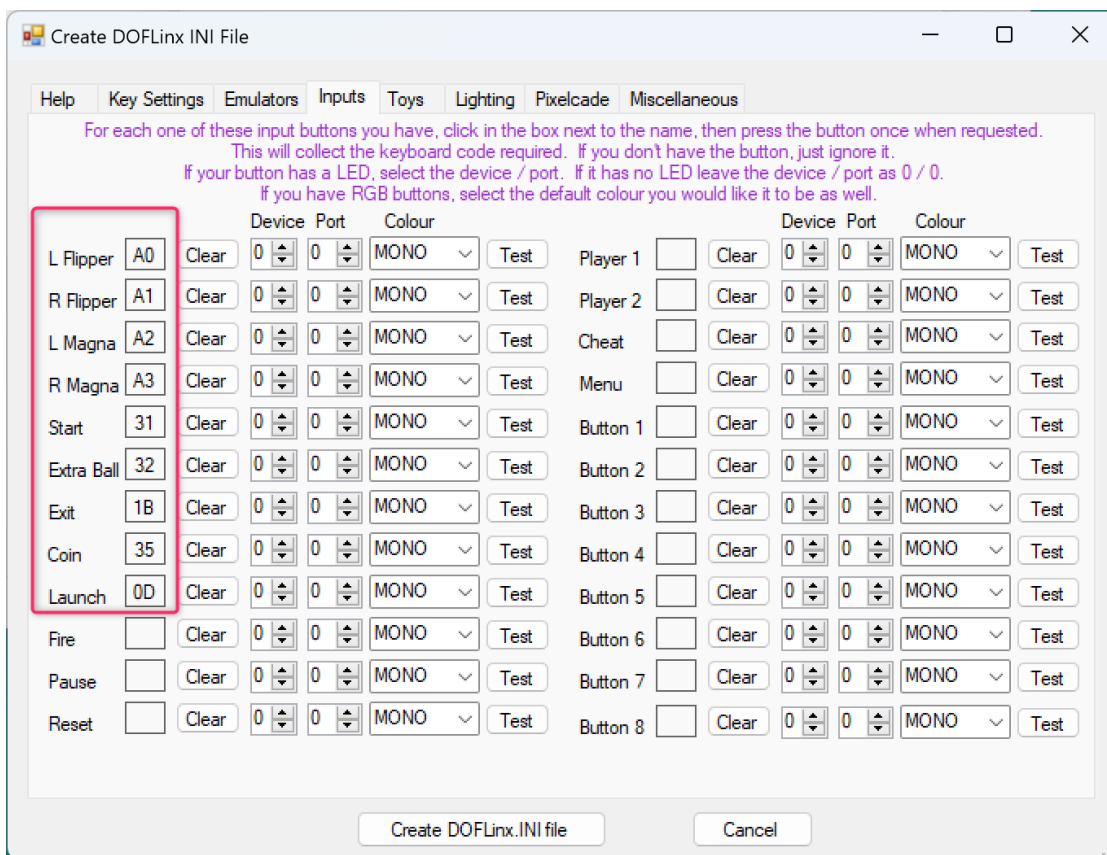 Create DOFLinx INI File
Help Key Settings Emulators Inputs Toys Lighting Pixelcade Miscellaneous
For each one of these input buttons you have, click in the box next to the name, then press the button once when requested.
This will collect the keyboard code required. If you don't have the button, just ignore it.
If your button has a LED, select the device / port. If it has no LED leave the device / port as 0 / 0.
If you have RGB buttons, select the default colour you would like it to be as well.
Device Port Colour Device Port Colour
L Flipper A0 Clear 0 0 MONO Test Player 1 Clear 0 0 MONO Test
R Flipper A1 Clear 0 0 MONO Test Player 2 Clear 0 0 MONO Test
L Magna A2 Clear 0 0 MONO Test Cheat Clear 0 0 MONO Test
R Magna A3 Clear 0 0 MONO Test Menu Clear 0 0 MONO Test
Start 31 Clear 0 0 MONO Test Button 1 Clear 0 0 MONO Test
Extra Ball 32 Clear 0 0 MONO Test Button 2 Clear 0 0 MONO Test
Exit 1B Clear 0 0 MONO Test Button 3 Clear 0 0 MONO Test
Coin 35 Clear 0 0 MONO Test Button 4 Clear 0 0 MONO Test
Launch 0D Clear 0 0 MONO Test Button 5 Clear 0 0 MONO Test
Fire Clear 0 0 MONO Test Button 6 Clear 0 0 MONO Test
Pause Clear 0 0 MONO Test Button 7 Clear 0 0 MONO Test
Reset Clear 0 0 MONO Test Button 8 Clear 0 0 MONO Test
Create DOFLinx.INI file Cancel